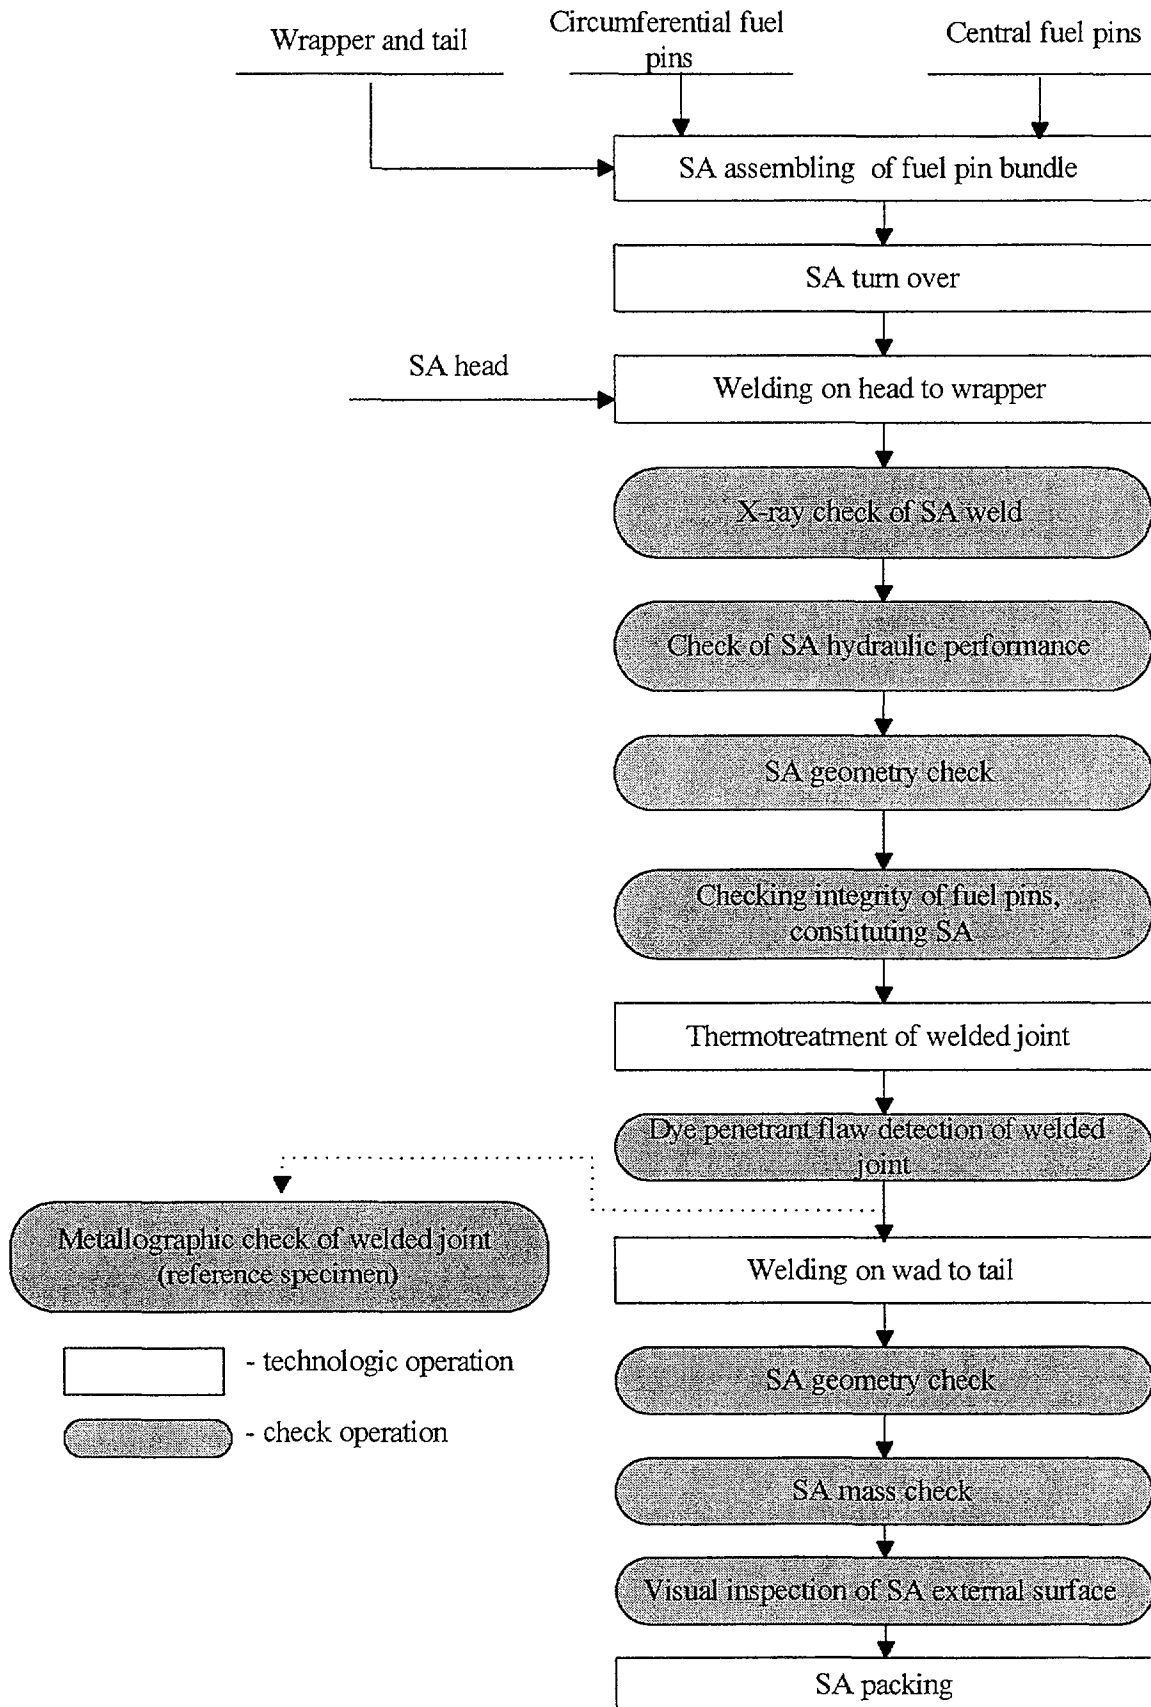 Wrapper and tail
Circumferential fuel
pins
Central fuel pins
SA assembling of fuel pin bundle
SA turn over
SA head
Welding on head to wrapper
X-ray check of SA weld
Check of SA hydraulic performance
SA geometry check
Checking integrity of fuel pins,
constituting SA
Thermotreatment of welded joint
Dye penetrant flaw detection of welded
joint
Metallographic check of welded joint
(reference specimen)
Welding on wad to tail
- technologic operation
SA geometry check
- check operation
SA mass check
Visual inspection of SA external surface
SA packing